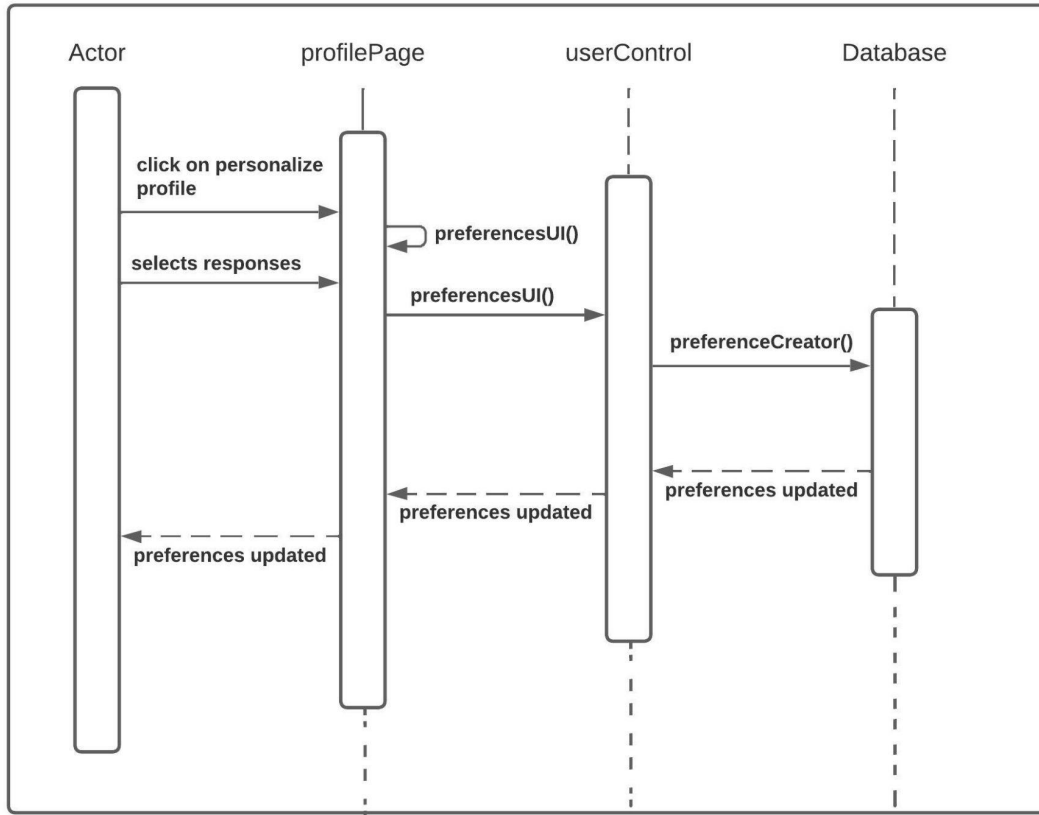 Actor
profilePage
userControl
Database
click on personalize
profile
preferencesUI()
selects responses
preferencesUI()
preferenceCreator()
preferences updated
preferences updated
preferences updated